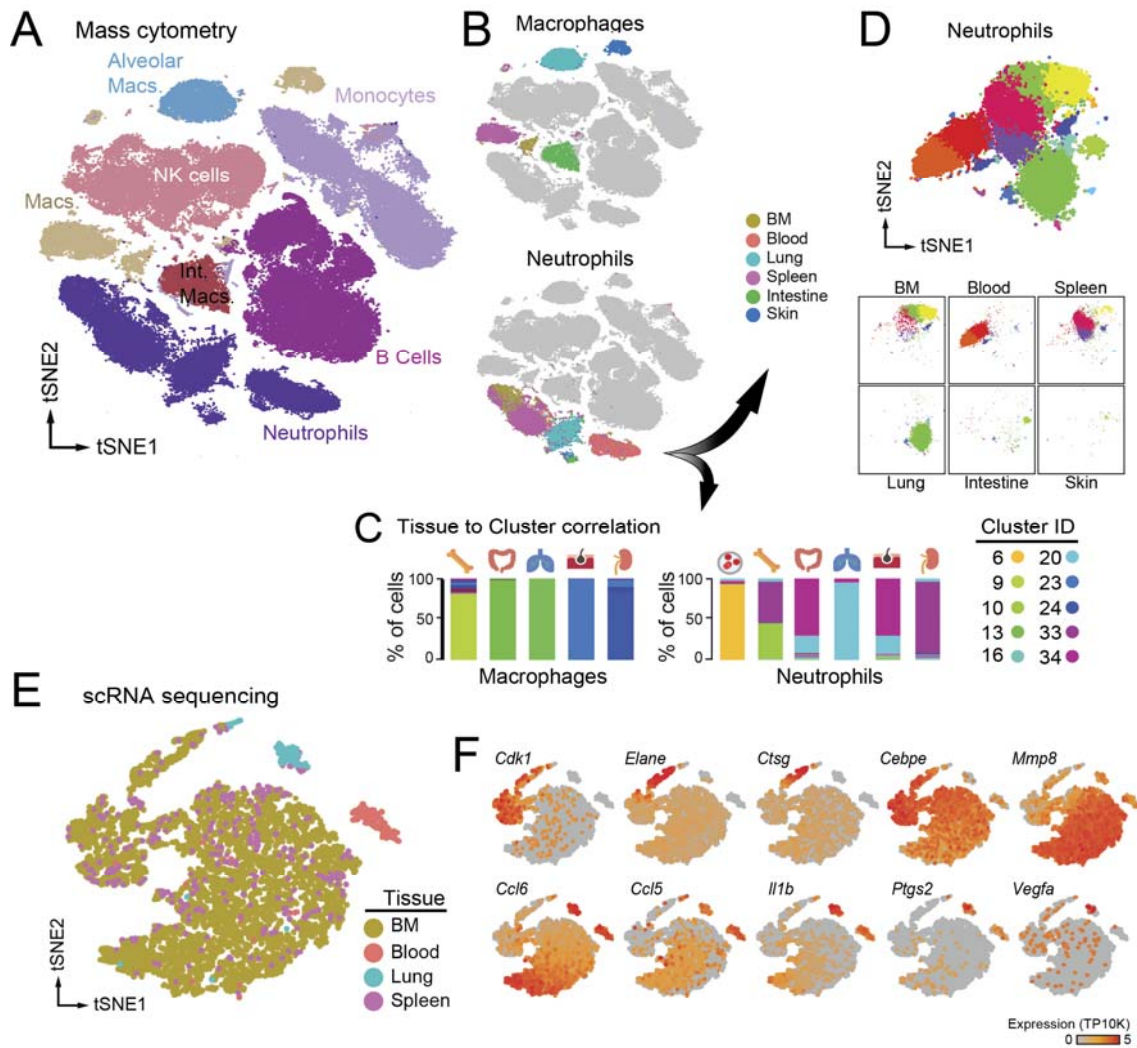 A
Mass cytometry
Alveolar
Macs.
Monocytes
NK cells
Macs.
Int.
Macs.
B Cells
Neutrophils
tSNE2
tSNE1
B
Macrophages
Neutrophils
BM
Blood
Lung
Spleen
Intestine
Skin
D
Neutrophils
tSNE2
tSNE1
BM Blood Spleen
Lung Intestine Skin
C Tissue to Cluster correlation
% of cells
100
50
0
Macrophages
% of cells
100
50
0
Neutrophils
Cluster ID
6 20
9 23
10 24
13 33
16 34
E scRNA sequencing
tSNE2
tSNE1
Tissue
BM
Blood
Lung
Spleen
F
Cdk1 Elane Ctsg Cebpe Mmp8
Ccl6 Ccl5 Il1b Ptgs2 Vegfa
Expression (TP10K)
0 5